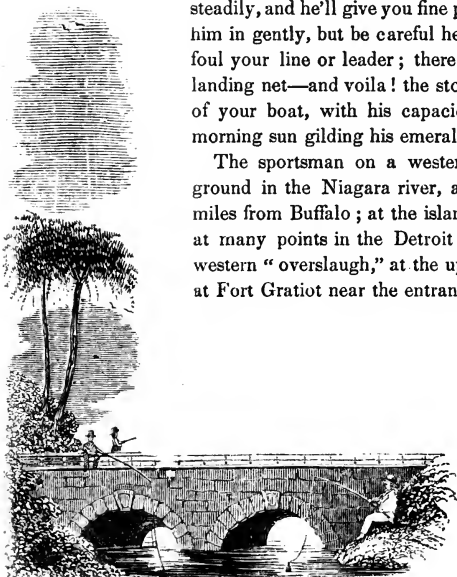 steadily, and he'll give you fine p
him in gently, but be careful he
foul your line or leader; there
landing net—and voila! the sto
of your boat, with his capaci
morning sun gilding his emeral
The sportsman on a wester
ground in the Niagara river, a
miles from Buffalo; at the islan
at many points in the Detroit
western "overslaugh," at the u
at Fort Gratiot near the entran